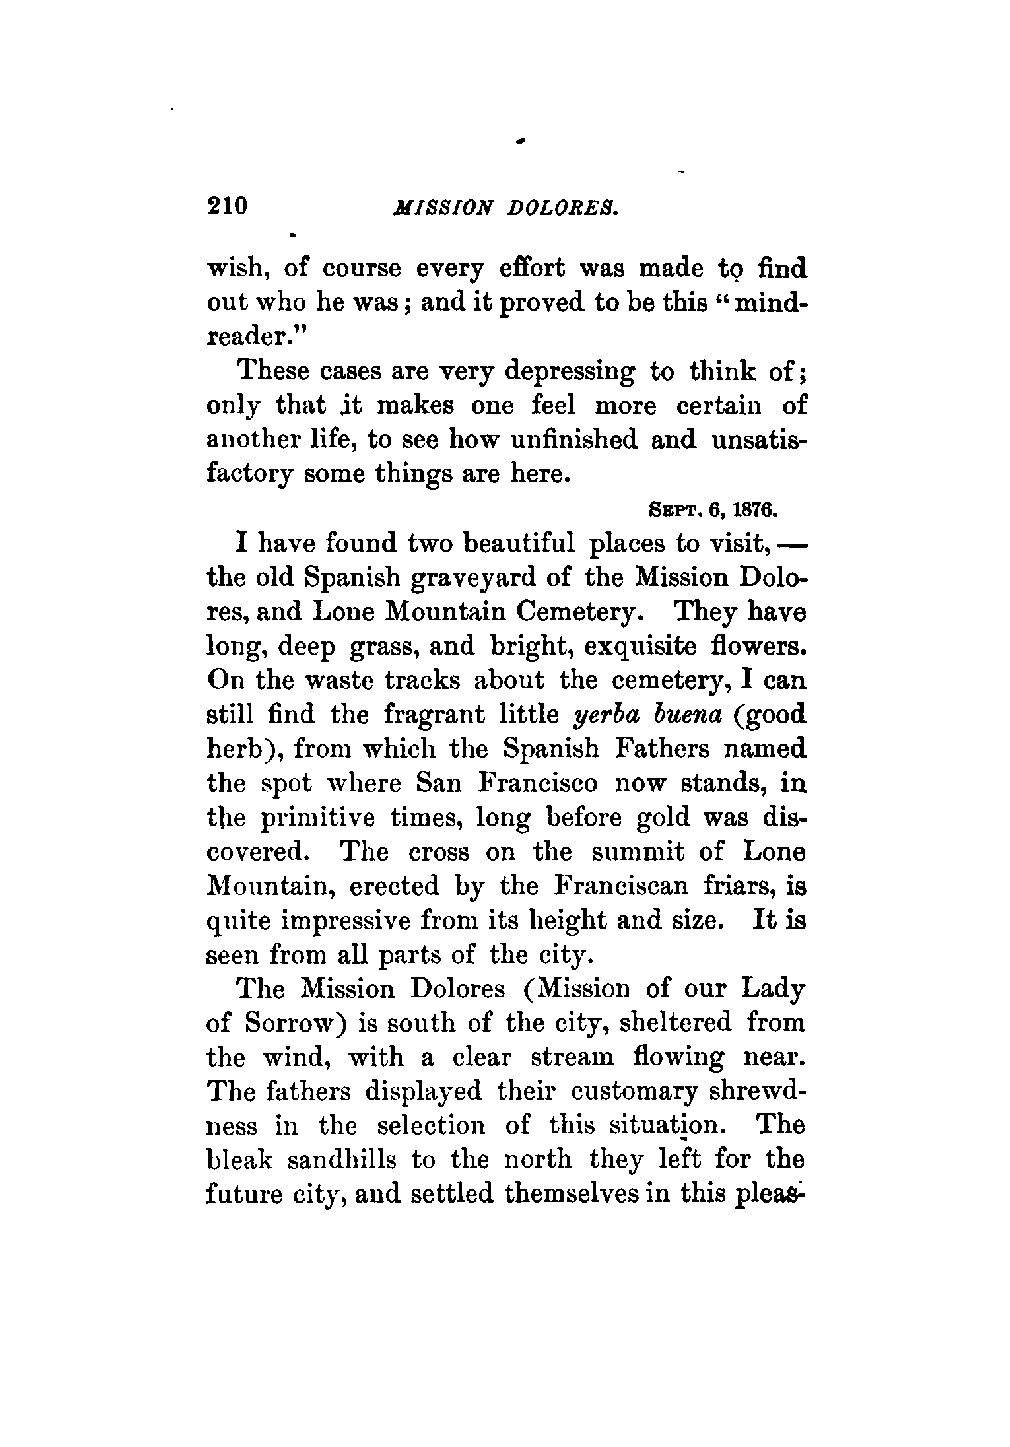 210 MISSION DOLORES.
wish, of course every effort was made to find
out who he was; and it proved to be this “mind-
reader.”
These cases are very depressing to think of;
only that it makes one feel more certain of
another life, to see how unfinished and unsatis-
factory some things are here.
SEPT. 6, 1876.
I have found two beautiful places to visit, —
the old Spanish graveyard of the Mission Dolo-
res, and Lone Mountain Cemetery. They have
long, deep grass, and bright, exquisite flowers.
On the waste tracks about the cemetery, I can
still find the fragrant little yerba buena (good
herb), from which the Spanish Fathers named
the spot where San Francisco now stands, in
the primitive times, long before gold was dis-
covered. The cross on the summit of Lone
Mountain, erected by the Franciscan friars, is
quite impressive from its height and size. It is
seen from all parts of the city.
The Mission Dolores (Mission of our Lady
of Sorrow) is south of the city, sheltered from
the wind, with a clear stream flowing near.
The fathers displayed their customary shrewd-
ness in the selection of this situation. The
bleak sandhills to the north they left for the
future city, and settled themselves in this pleas-